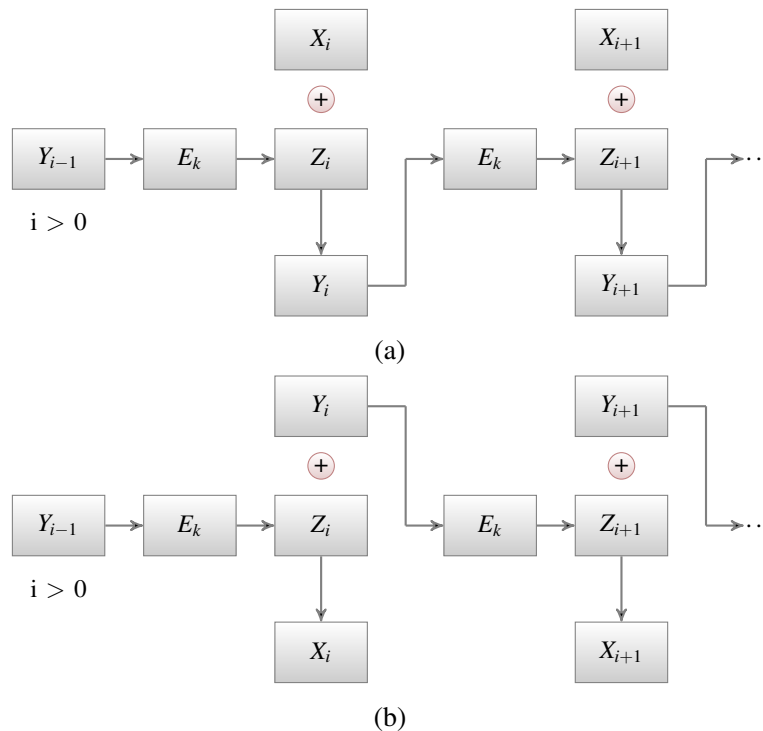 X_i X_{i+1}
+ +
Y_{i−1} E_k Z_i E_k Z_{i+1} ··
i > 0
Y_i Y_{i+1}
(a)
Y_i Y_{i+1}
+ +
Y_{i−1} E_k Z_i E_k Z_{i+1} ··
i > 0
X_i X_{i+1}
(b)